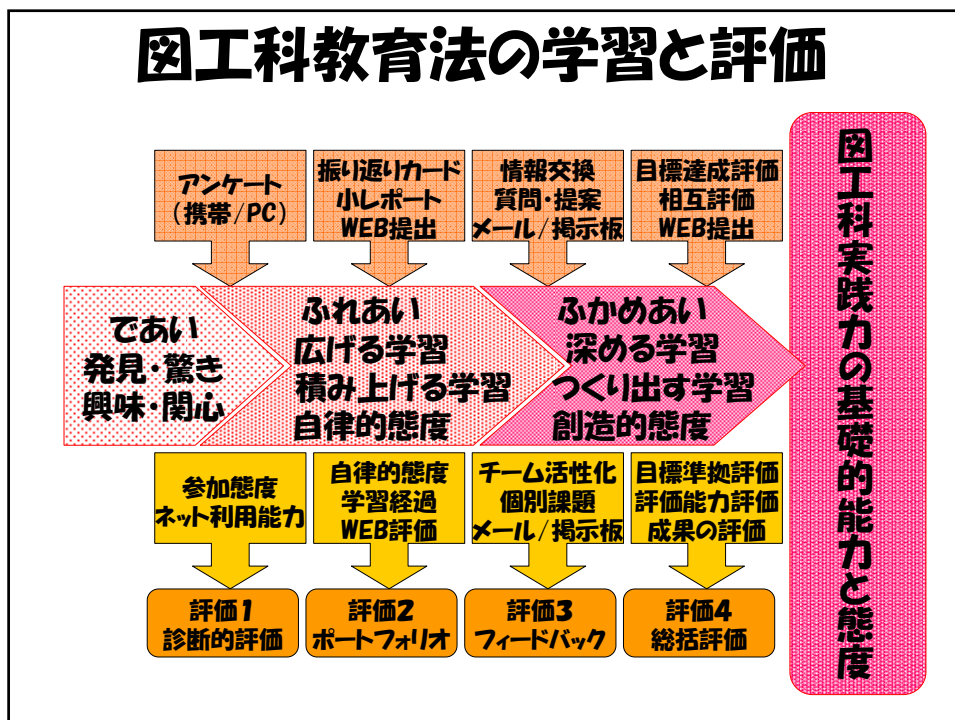 図工科教育法の学習と評価
アンケート
（携帯/PC）
振り返りカード
小レポート
WEB提出
情報交換
質問・提案
メール/掲示板
目標達成評価
相互評価
WEB提出
であい
発見・驚き
興味・関心
ふれあい
広げる学習
積み上げる学習
自律的態度
ふかめあい
深める学習
つくり出す学習
創造的態度
参加態度
ネット利用能力
自律的態度
学習経過
WEB評価
チーム活性化
個別課題
メール/掲示板
目標準拠評価
評価能力評価
成果の評価
評価1
診断的評価
評価2
ポートフォリオ
評価3
フィードバック
評価4
総括評価
図工科実践力の基礎的能力と態度